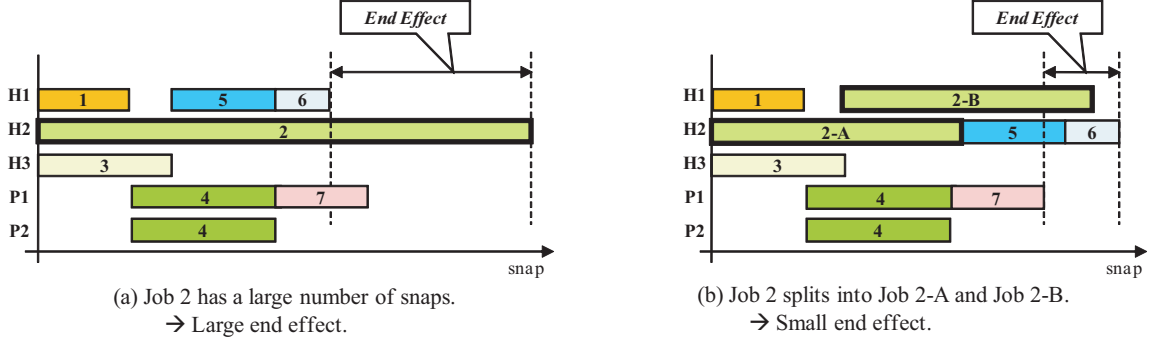 End Effect
H1 1 5 6
H2 2
H3 3
P1 4 7
P2 4
snap
(a) Job 2 has a large number of snaps.
→ Large end effect.
End Effect
H1 1 2-B
H2 2-A 5 6
H3 3
P1 4 7
P2 4
snap
(b) Job 2 splits into Job 2-A and Job 2-B.
→ Small end effect.